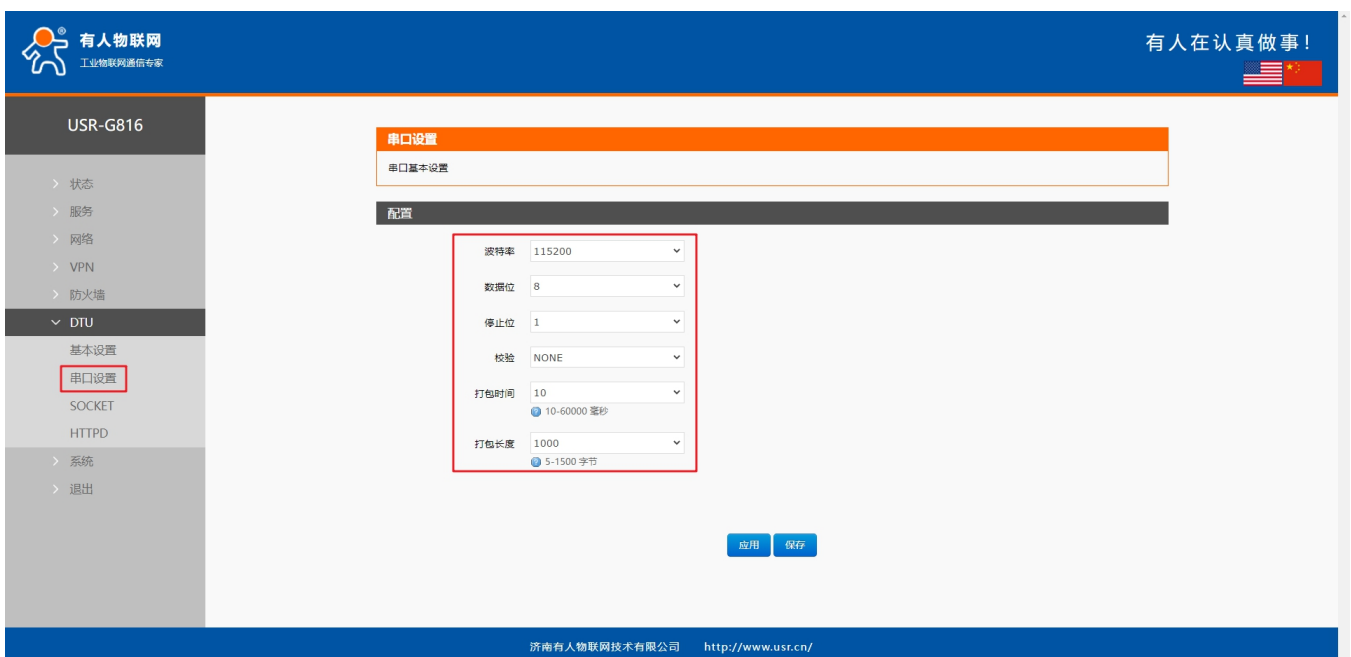 有人物联网
®
工业物联网通信专家
有人在认真做事!
USR-G816
状态
服务
网络
VPN
防火墙
DTU
基本设置
串口设置
SOCKET
HTTPD
系统
退出
串口设置
串口基本设置
配置
波特率 115200
数据位 8
停止位 1
校验 NONE
打包时间 10
10-60000 毫秒
打包长度 1000
5-1500 字节
应用 保存
济南有人物联网技术有限公司 http://www.usr.cn/